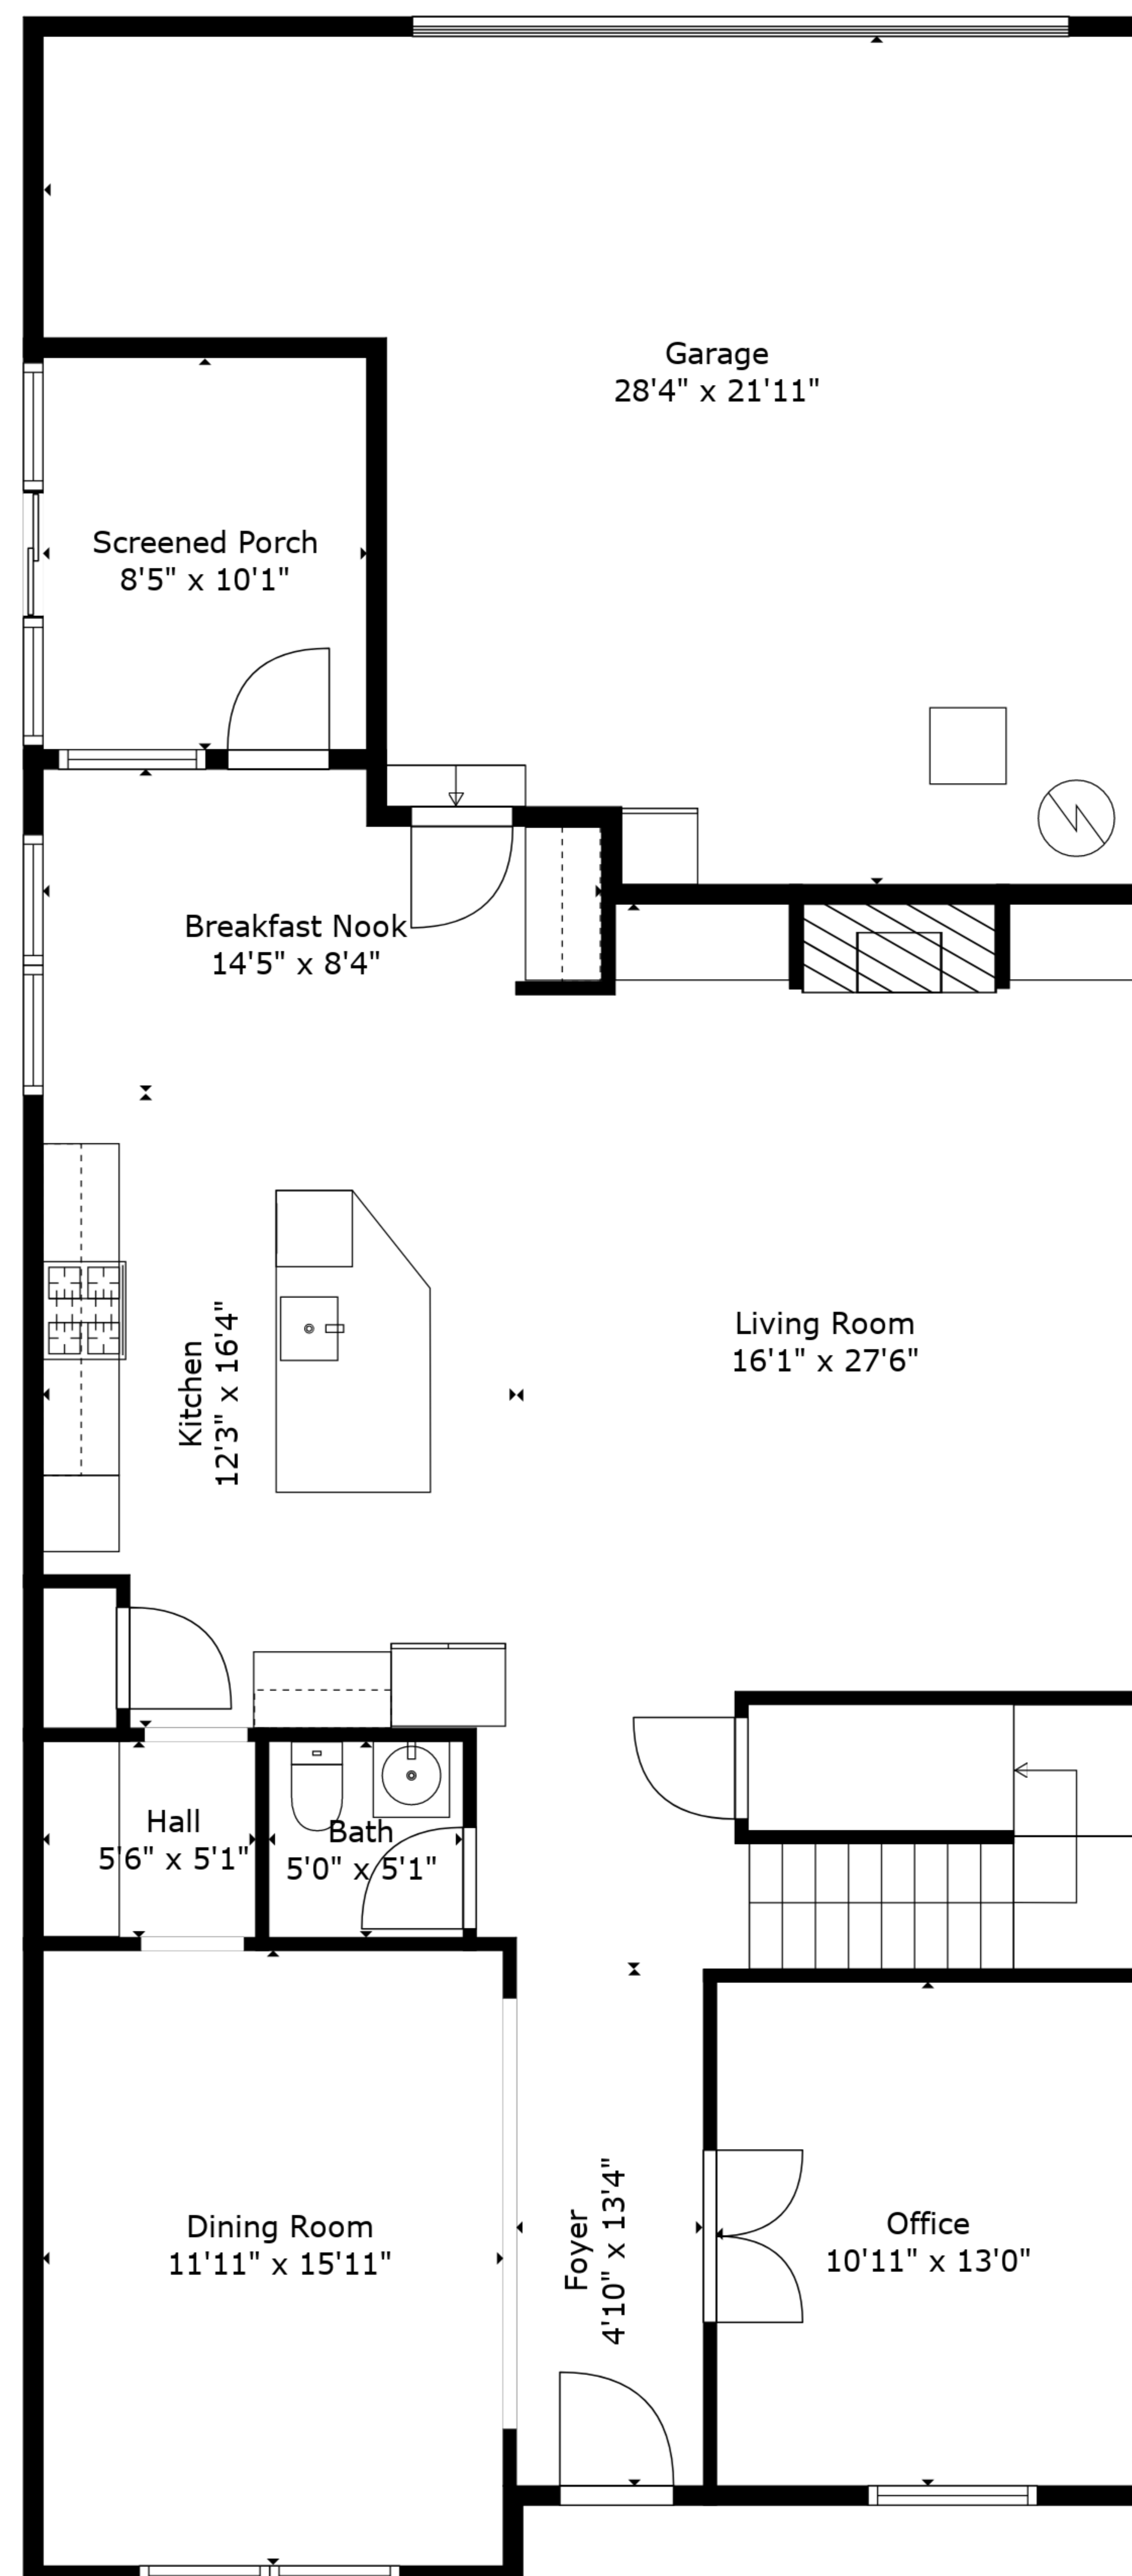 Garage
28'4" x 21'11"
Screened Porch
8'5" x 10'1"
Breakfast Nook
14'5" x 8'4"
Living Room
16'1" x 27'6"
Kitchen
12'3" x 16'4"
Hall
5'6" x 5'1"
Bath
5'0" x 5'1"
Dining Room
11'11" x 15'11"
Foyer
4'10" x 13'4"
Office
10'11" x 13'0"